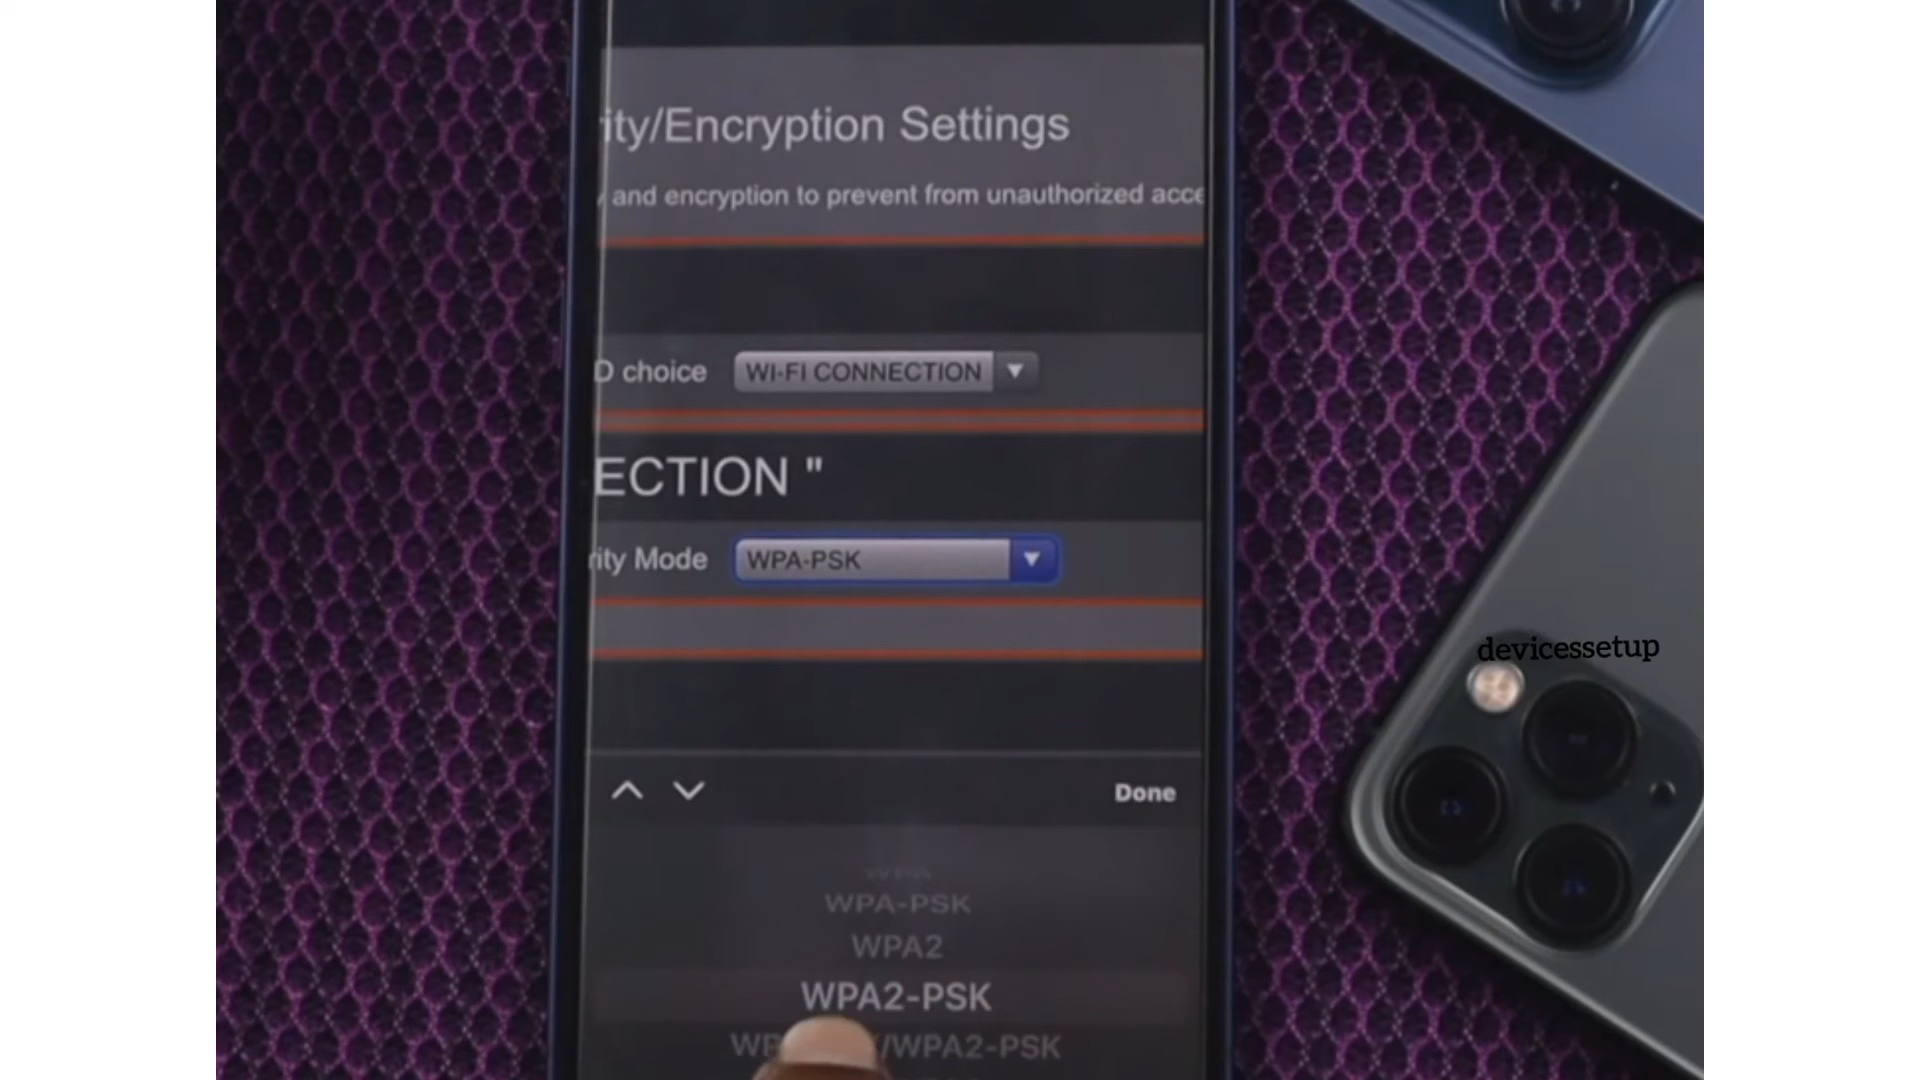 ity/Encryption Settings
and encryption to prevent from unauthorized acce
D choice WI-FI CONNECTION
ECTION "
rity Mode WPA-PSK
Done
WPA-PSK
WPA2
WPA2-PSK
/WPA2-PSK
devicessetup